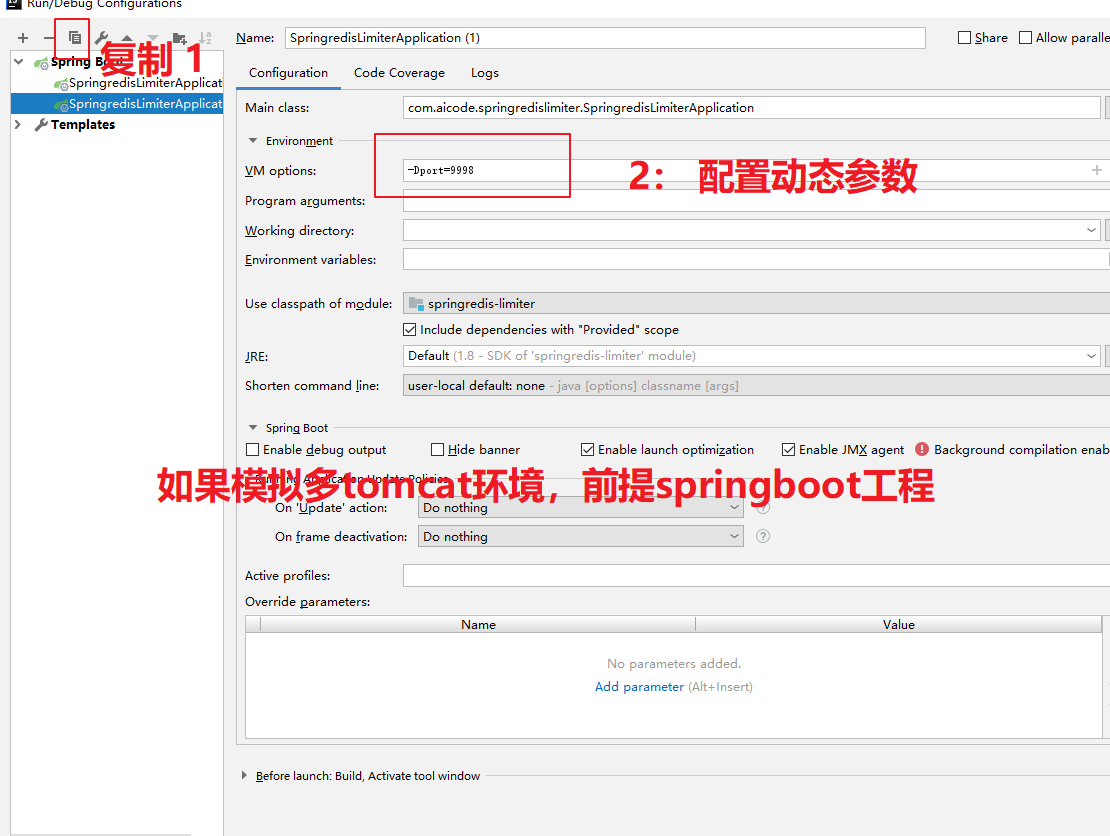 Run/Debug Configurations
复制 1
Name: SpringredisLimiterApplication (1)
Share
Allow paralle
Spring Boot
SpringredisLimiterApplicat
SpringredisLimiterApplicat
Templates
Configuration Code Coverage Logs
Main class: com.aicode.springredislimiter.SpringredisLimiterApplication
Environment
VM options: -Dport=9998
2： 配置动态参数
Program arguments:
Working directory:
Environment variables:
Use classpath of module: springredis-limiter
Include dependencies with "Provided" scope
JRE: Default (1.8 - SDK of 'springredis-limiter' module)
Shorten command line: user-local default: none - java [options] classname [args]
Spring Boot
Enable debug output Hide banner Enable launch optimization Enable JMX agent Background compilation enab
Running Application Update Policies
如果模拟多tomcat环境，前提springboot工程
On 'Update' action: Do nothing
On frame deactivation: Do nothing
Active profiles:
Override parameters:
Name Value
No parameters added.
Add parameter (Alt+Insert)
Before launch: Build, Activate tool window